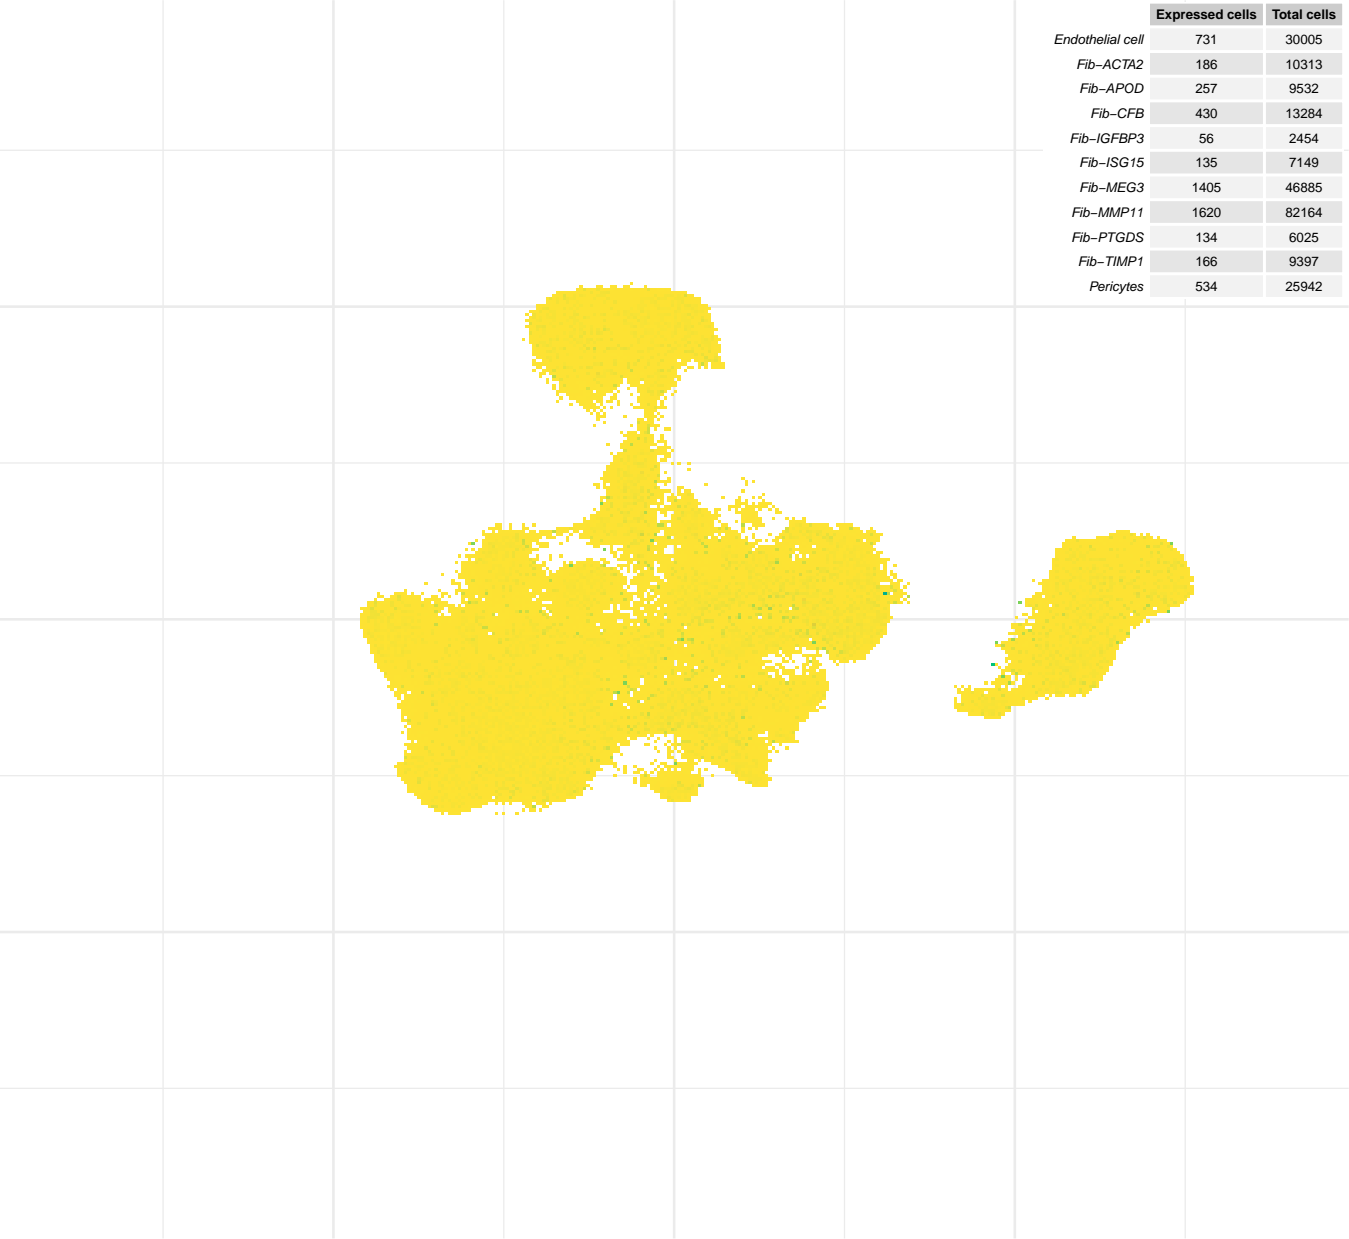 Expressed cells Total cells
Endothelial cell 731 30005
Fib−ACTA2 186 10313
Fib−APOD 257 9532
Fib−CFB 430 13284
Fib−IGFBP3 56 2454
Fib−ISG15 135 7149
Fib−MEG3 1405 46885
Fib−MMP11 1620 82164
Fib−PTGDS 134 6025
Fib−TIMP1 166 9397
Pericytes 534 25942